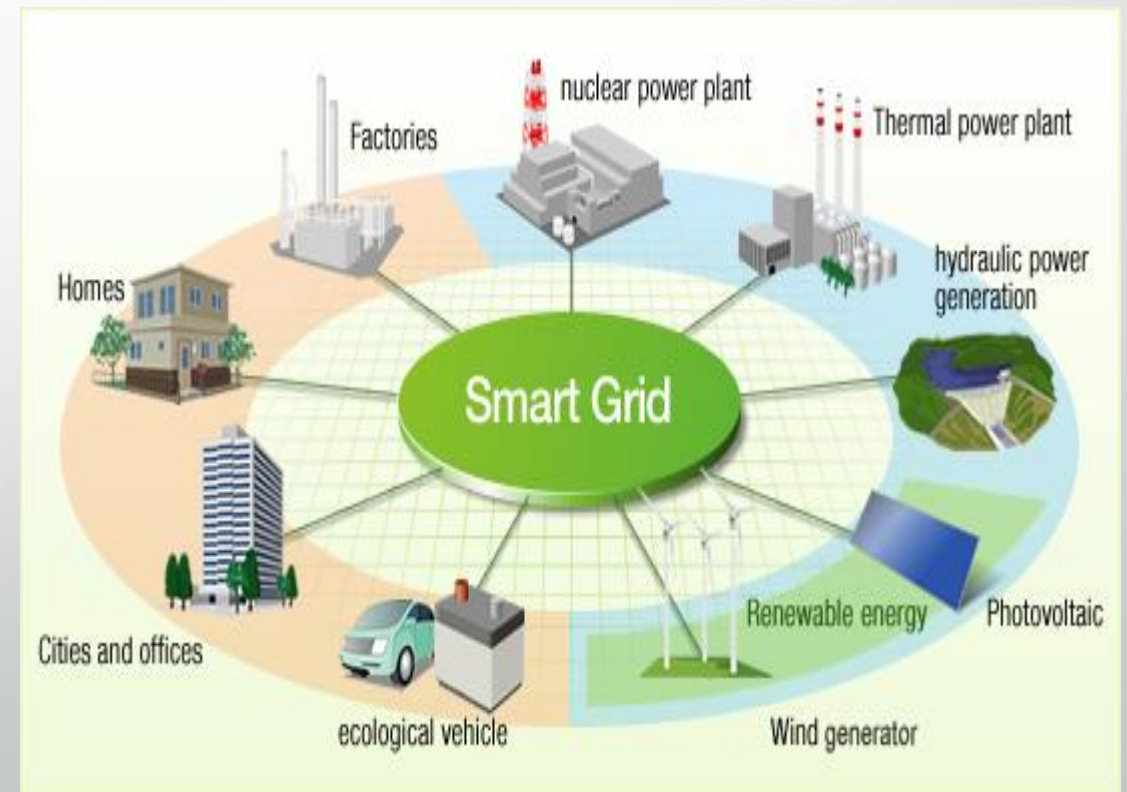 nuclear power plant
Factories
Thermal power plant
Homes
hydraulic power
generation
Smart Grid
Renewable energy
Photovoltaic
Cities and offices
ecological vehicle
Wind generator